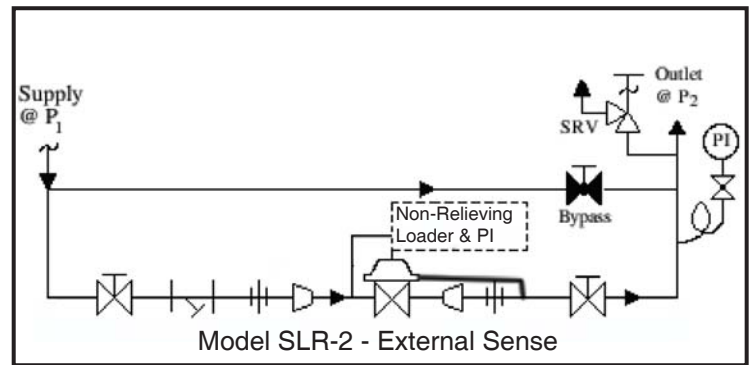 Supply
@ P1
Outlet
@ P2
SRV
PI
Bypass
Non-Relieving
Loader & PI
Model SLR-2 - External Sense